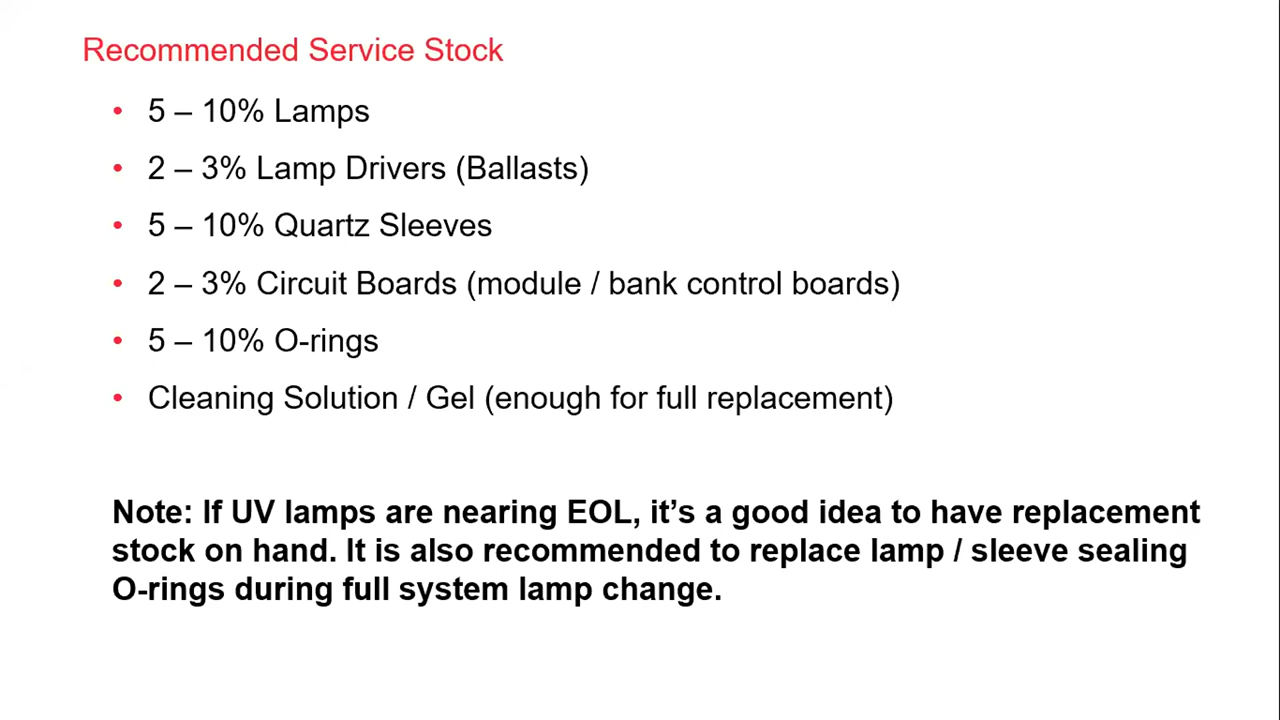 Recommended Service Stock
• 5 – 10% Lamps
• 2 – 3% Lamp Drivers (Ballasts)
• 5 – 10% Quartz Sleeves
• 2 – 3% Circuit Boards (module / bank control boards)
• 5 – 10% O-rings
• Cleaning Solution / Gel (enough for full replacement)
Note: If UV lamps are nearing EOL, it’s a good idea to have replacement
stock on hand. It is also recommended to replace lamp / sleeve sealing
O-rings during full system lamp change.